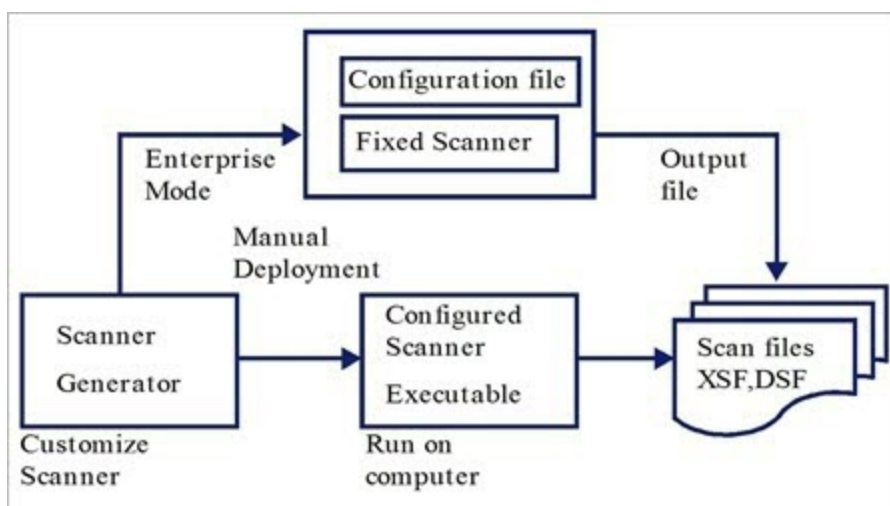 Configuration file
Fixed Scanner
Enterprise
Mode
Output
file
Manual
Deployment
Scanner
Generator
Configured
Scanner
Executable
Scan files
XSF,DSF
Customize
Scanner
Run on
computer